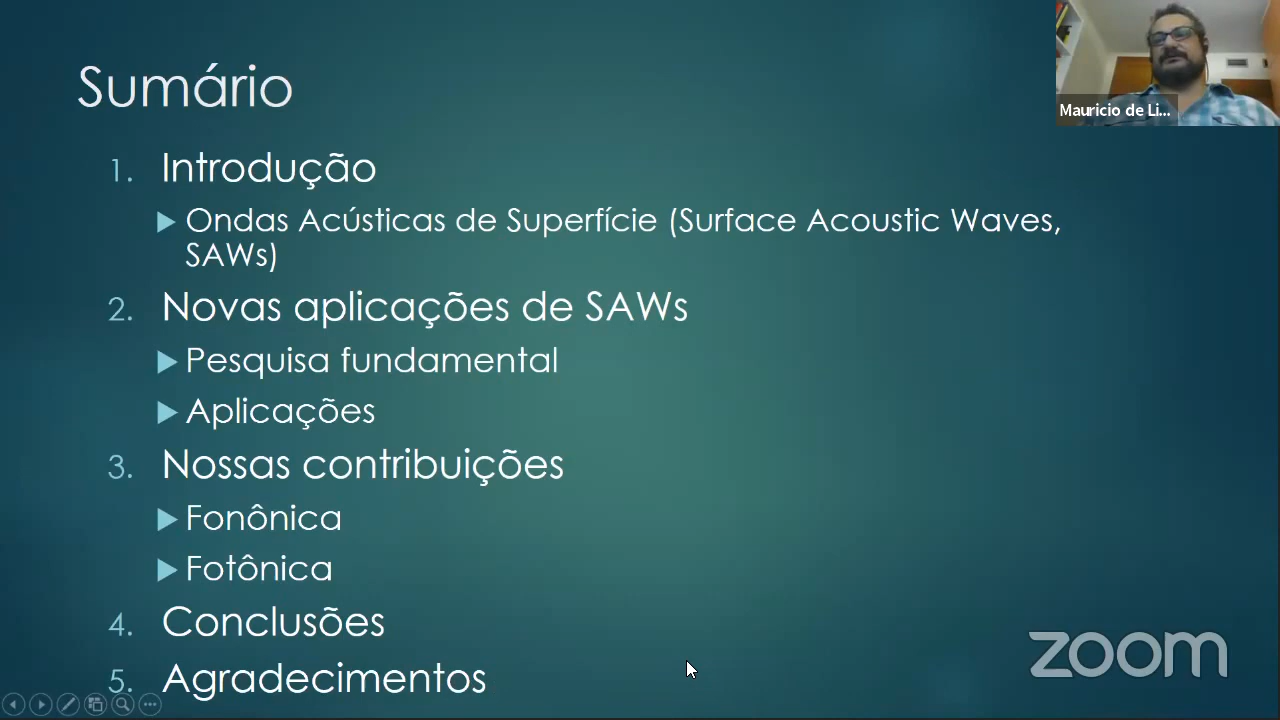 Sumário
Mauricio de Li...
1. Introdução
Ondas Acústicas de Superfície (Surface Acoustic Waves,
SAWs)
2. Novas aplicações de SAWs
Pesquisa fundamental
Aplicações
3. Nossas contribuições
Fonônica
Fotônica
4. Conclusões
5. Agradecimentos
zoom